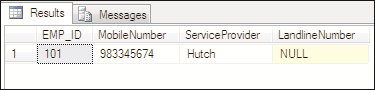 Results Messages
EMP_ID MobileNumber ServiceProvider LandlineNumber
1 101 983345674 Hutch NULL